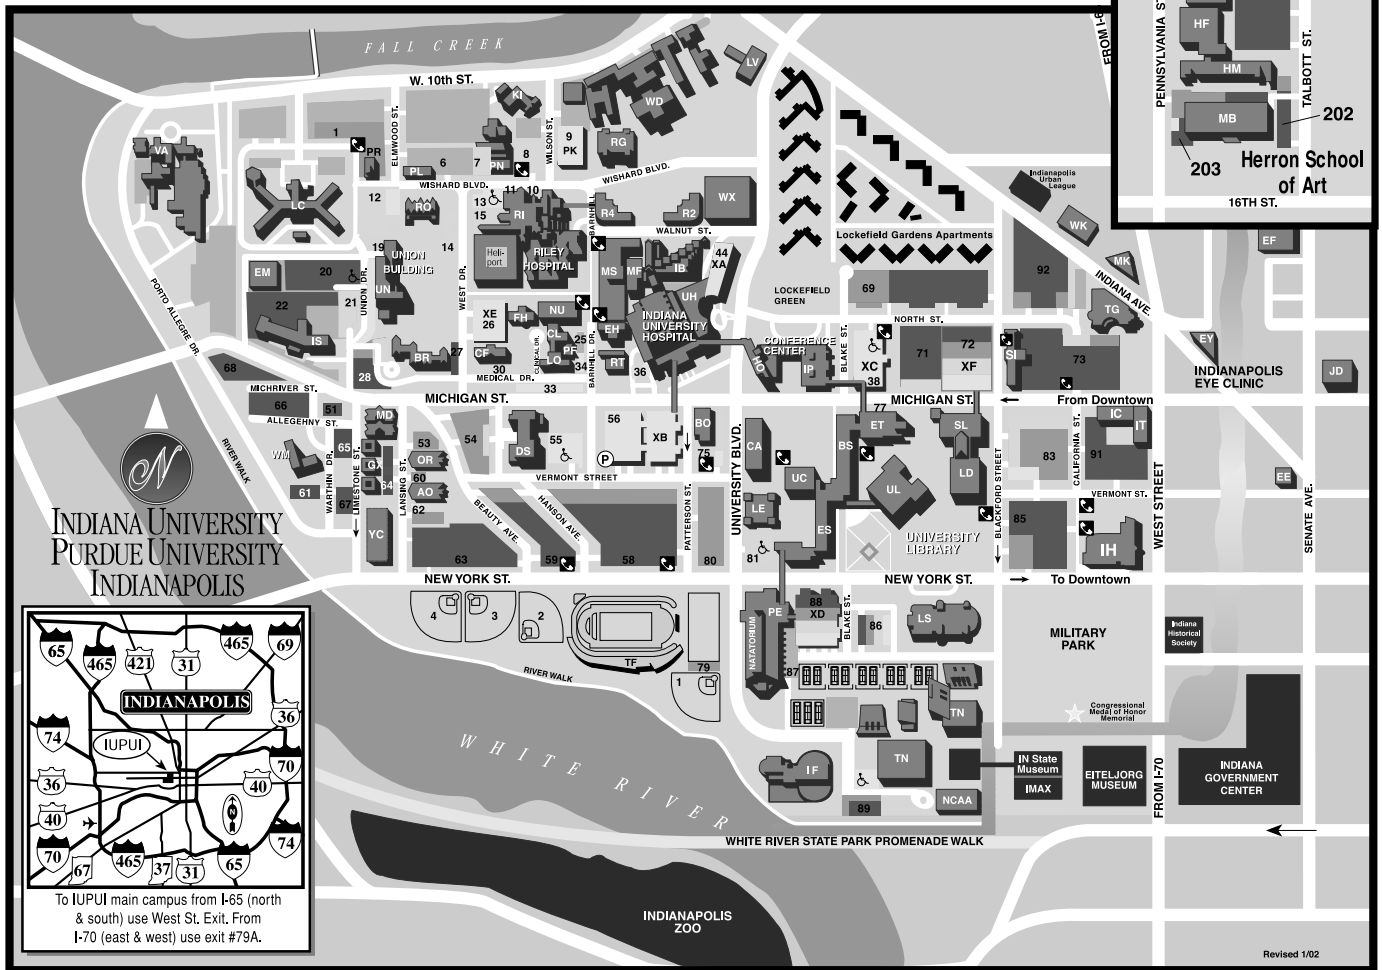 FALL CREEK
W. 10th ST.
FROM I-65
PENNSYLVANIA ST.
TALBOTT ST.
HF
HM
MB
202
203
Herron School
of Art
16TH ST.
LV
WD
KI
VA
1
PR
ELMWOOD ST.
PL
6
7
PN
8
WILSON ST.
9
PK
RG
WISHARD BLVD.
WISHARD BLVD.
LC
12
RO
13
15
11
10
RI
BARNHILL
R4
R2
WX
WALNUT ST.
Indianapolis
Urban
League
WK
EF
Lockefield Gardens Apartments
19
UNION
BUILDING
14
Heli-
port
RILEY
HOSPITAL
MS
MF
IB
44
XA
EM
20
UNION DR.
UN
WEST DR.
UH
92
MK
INDIANA AVE.
PORTO ALLEGRE DR.
22
21
XE
26
FH
NU
INDIANA
UNIVERSITY
HOSPITAL
LOCKEFIELD
GREEN
69
TG
NORTH ST.
IS
BR
27
CF
30
CLINICAL DR.
CL
LO
PF
25
34
EH
BARNHILL DR.
RT
36
HO
CONFERENCE
CENTER
IP
BLAKE ST.
XC
38
71
72
XF
SI
73
EY
INDIANAPOLIS
EYE CLINIC
JD
68
28
MEDICAL DR.
33
MICHRIVER ST.
MICHIGAN ST.
MICHIGAN ST.
From Downtown
66
51
ALLEGEHNY ST.
MD
53
54
DS
55
56
XB
BO
75
77
ET
SL
IC
IT
CALIFORNIA ST.
91
83
RIVER WALK
WM
65
GX
64
OR
60
AO
62
P
CA
BS
UC
UL
LD
BLACKFORD STREET
EE
61
WARTHIN DR.
67
LIMESTONE ST.
LANSING ST.
VERMONT STREET
VERMONT ST.
WEST STREET
SENATE AVE.
N
INDIANA UNIVERSITY
PURDUE UNIVERSITY
INDIANAPOLIS
YC
63
BEAUTY AVE.
HANSON AVE.
59
58
PATTERSON ST.
80
UNIVERSITY BLVD.
LE
81
ES
UNIVERSITY
LIBRARY
85
IH
NEW YORK ST.
NEW YORK ST.
To Downtown
4
3
2
TF
79
1
RIVER WALK
PE
NATATORIUM
88
XD
BLAKE ST.
86
LS
MILITARY
PARK
Indiana
Historical
Society
87
TN
Congressional
Medal of Honor
Memorial
WHITE RIVER
IF
TN
NCAA
89
IN State
Museum
IMAX
EITELJORG
MUSEUM
FROM I-70
INDIANA
GOVERNMENT
CENTER
WHITE RIVER STATE PARK PROMENADE WALK
INDIANAPOLIS
ZOO
65
465
421
31
465
69
INDIANAPOLIS
36
74
IUPUI
70
36
40
40
N
70
67
465
37
31
65
74
To IUPUI main campus from I-65 (north
& south) use West St. Exit. From
I-70 (east & west) use exit #79A.
Revised 1/02